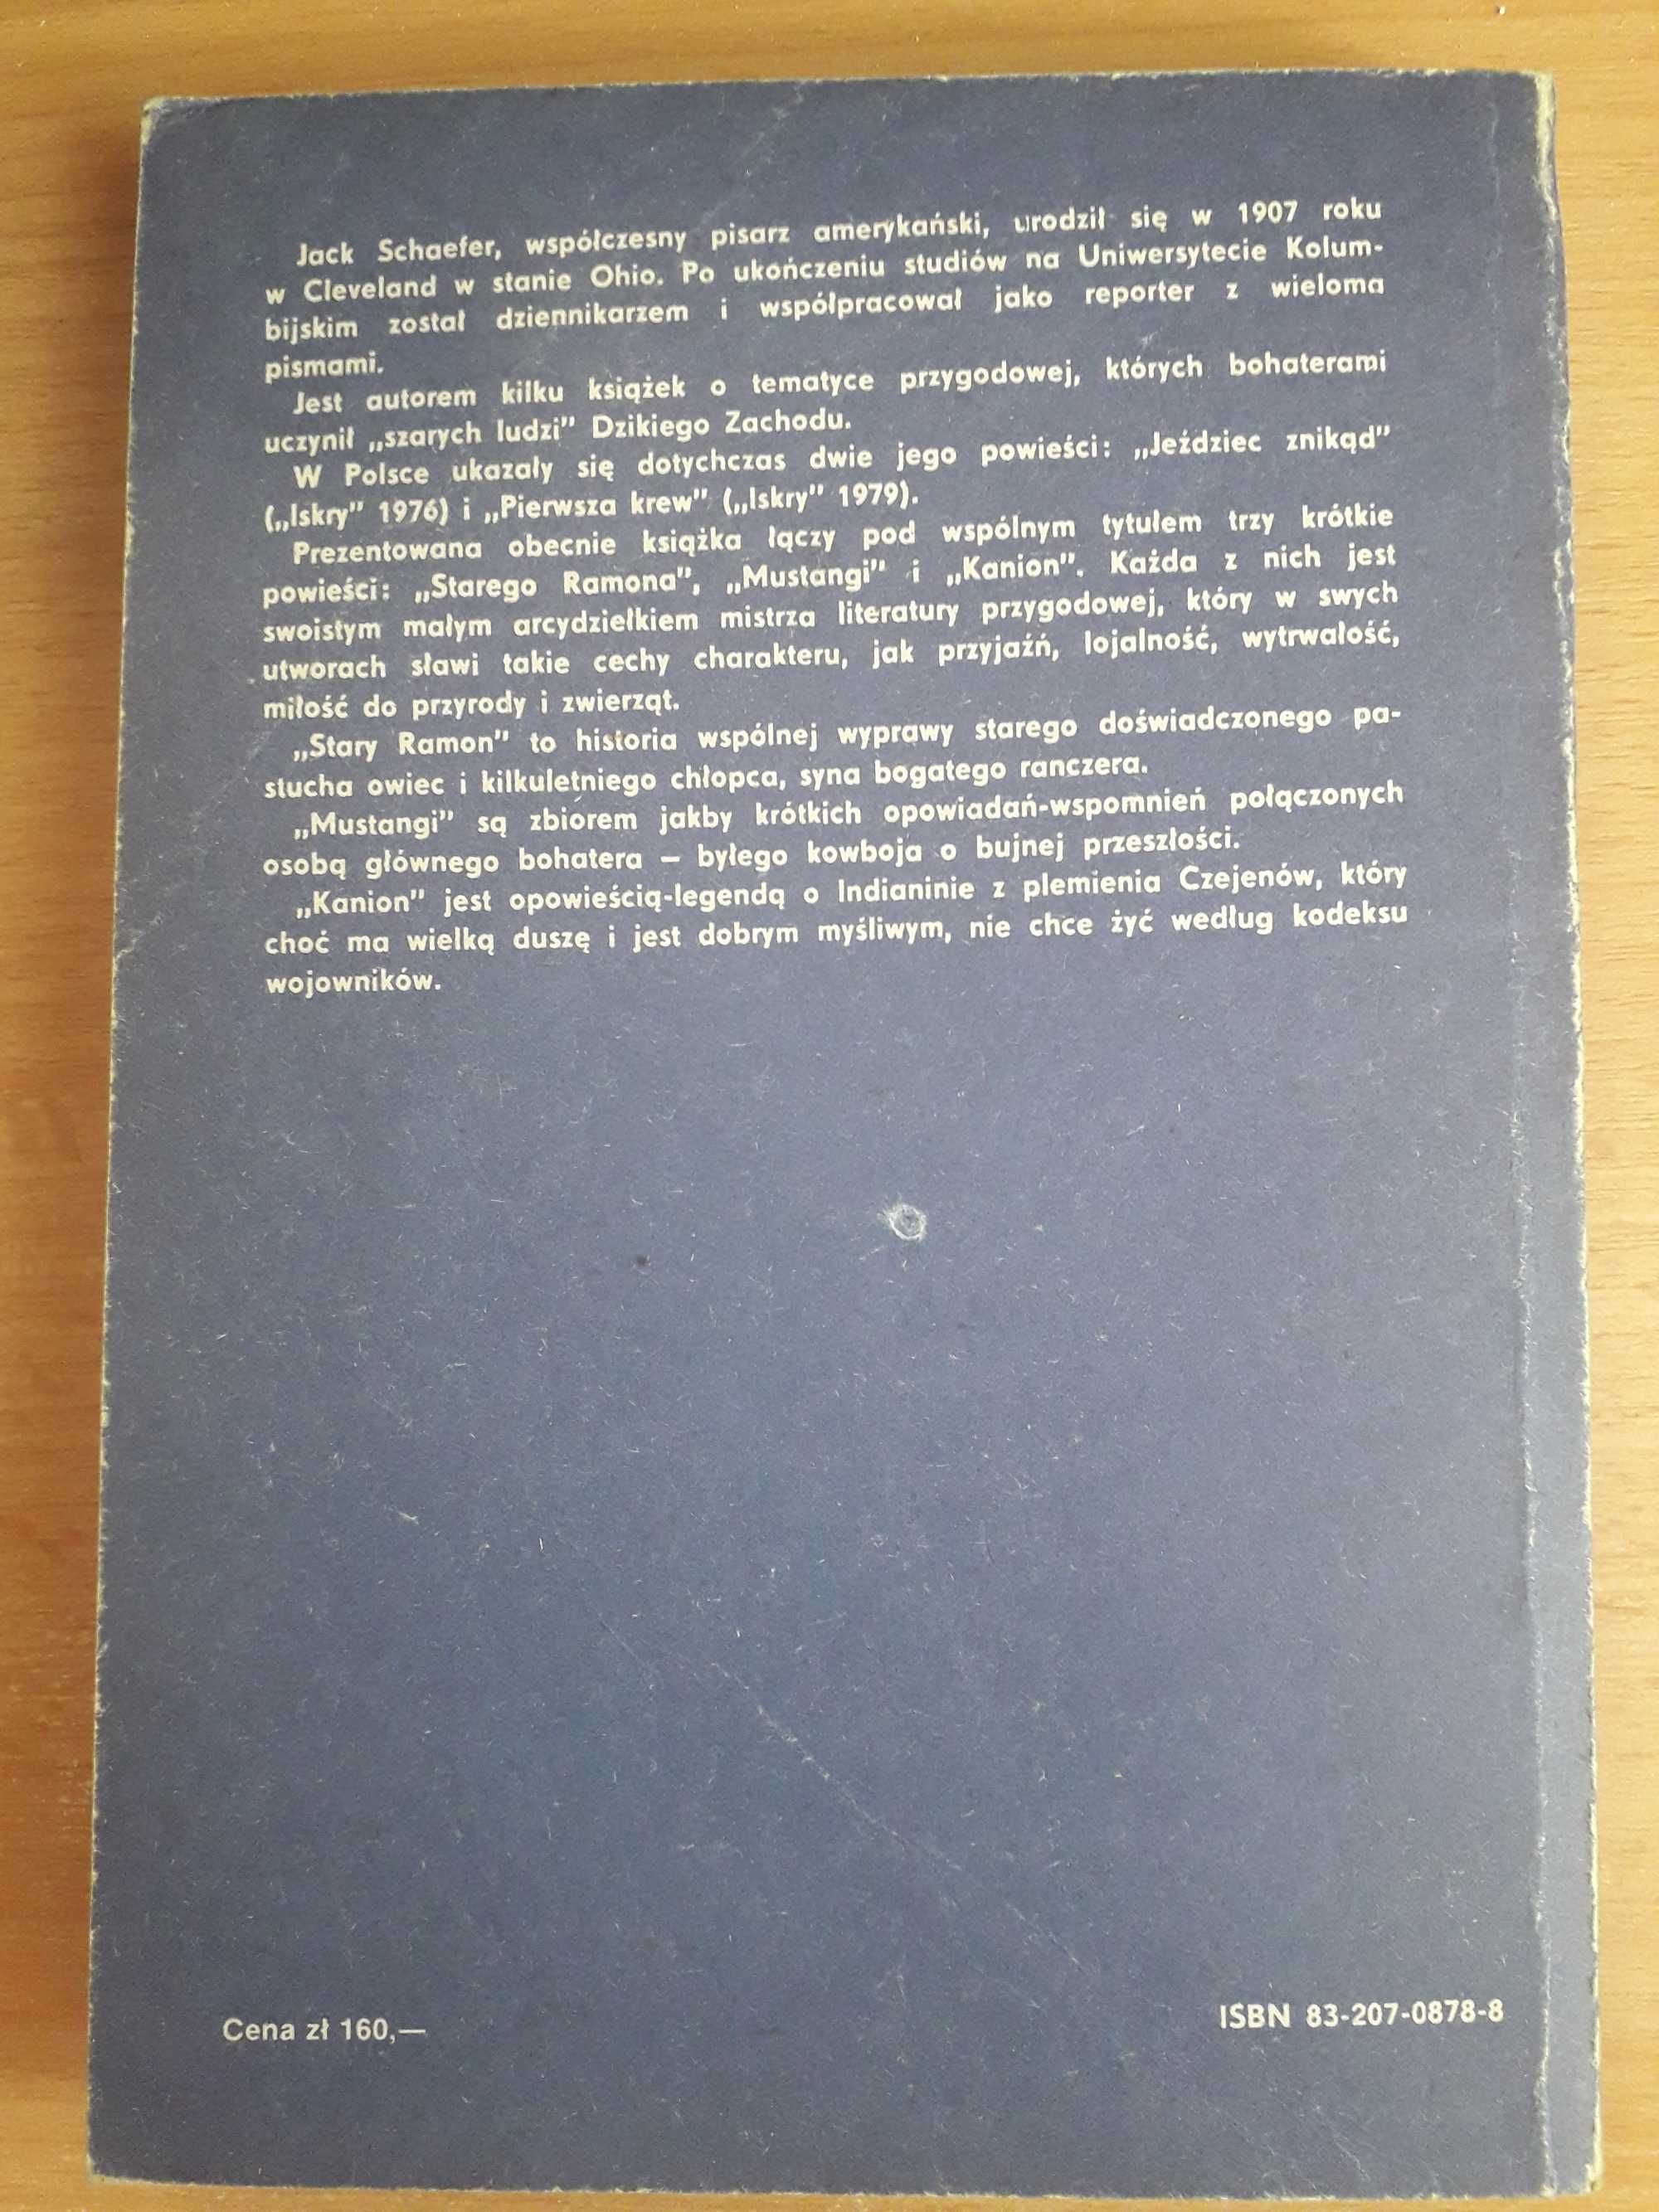 Jack Schaefer, współczesny pisarz amerykański, urodził się w 1907 roku
w Cleveland w stanie Ohio. Po ukończeniu studiów na Uniwersytecie Kolum-
bijskim został dziennikarzem i współpracował jako reporter z wieloma
pismami.
Jest autorem kilku książek o tematyce przygodowej, których bohaterami
uczynił „szarych ludzi” Dzikiego Zachodu.
W Polsce ukazały się dotychczas dwie jego powieści: „Jeździec znikąd”
(„Iskry” 1976) i „Pierwsza krew” („Iskry” 1979).
Prezentowana obecnie książka łączy pod wspólnym tytułem trzy krótkie
powieści: „Starego Ramona”, „Mustangi” i „Kanion”. Każda z nich jest
swoistym małym arcydziełkiem mistrza literatury przygodowej, który w swych
utworach sławi takie cechy charakteru, jak przyjaźń, lojalność, wytrwałość,
miłość do przyrody i zwierząt.
„Stary Ramon” to historia wspólnej wyprawy starego doświadczonego pa-
stucha owiec i kilkuletniego chłopca, syna bogatego ranczera.
„Mustangi” są zbiorem jakby krótkich opowiadań-wspomnień połączonych
osobą głównego bohatera – byłego kowboja o bujnej przeszłości.
„Kanion” jest opowieścią-legendą o Indianinie z plemienia Czejenów, który
choć ma wielką duszę i jest dobrym myśliwym, nie chce żyć według kodeksu
wojowników.
Cena zł 160,—
ISBN 83-207-0878-8